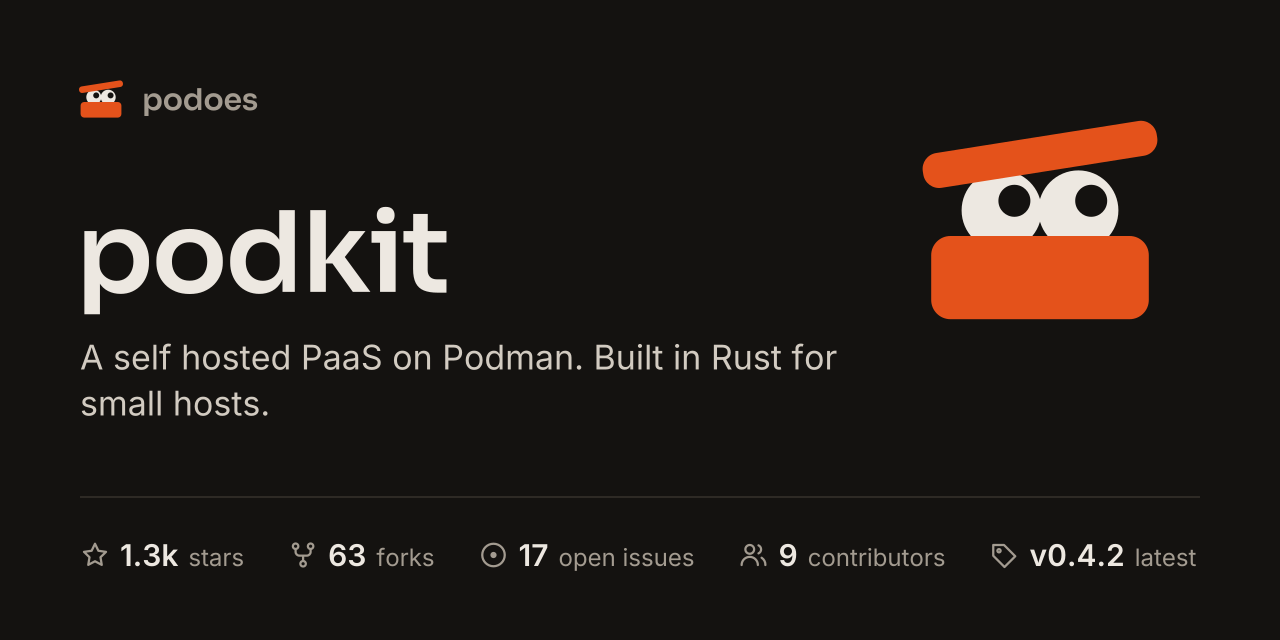 podoes
podkit
A self hosted PaaS on Podman. Built in Rust for
small hosts.
1.3k stars 63 forks 17 open issues 9 contributors v0.4.2 latest